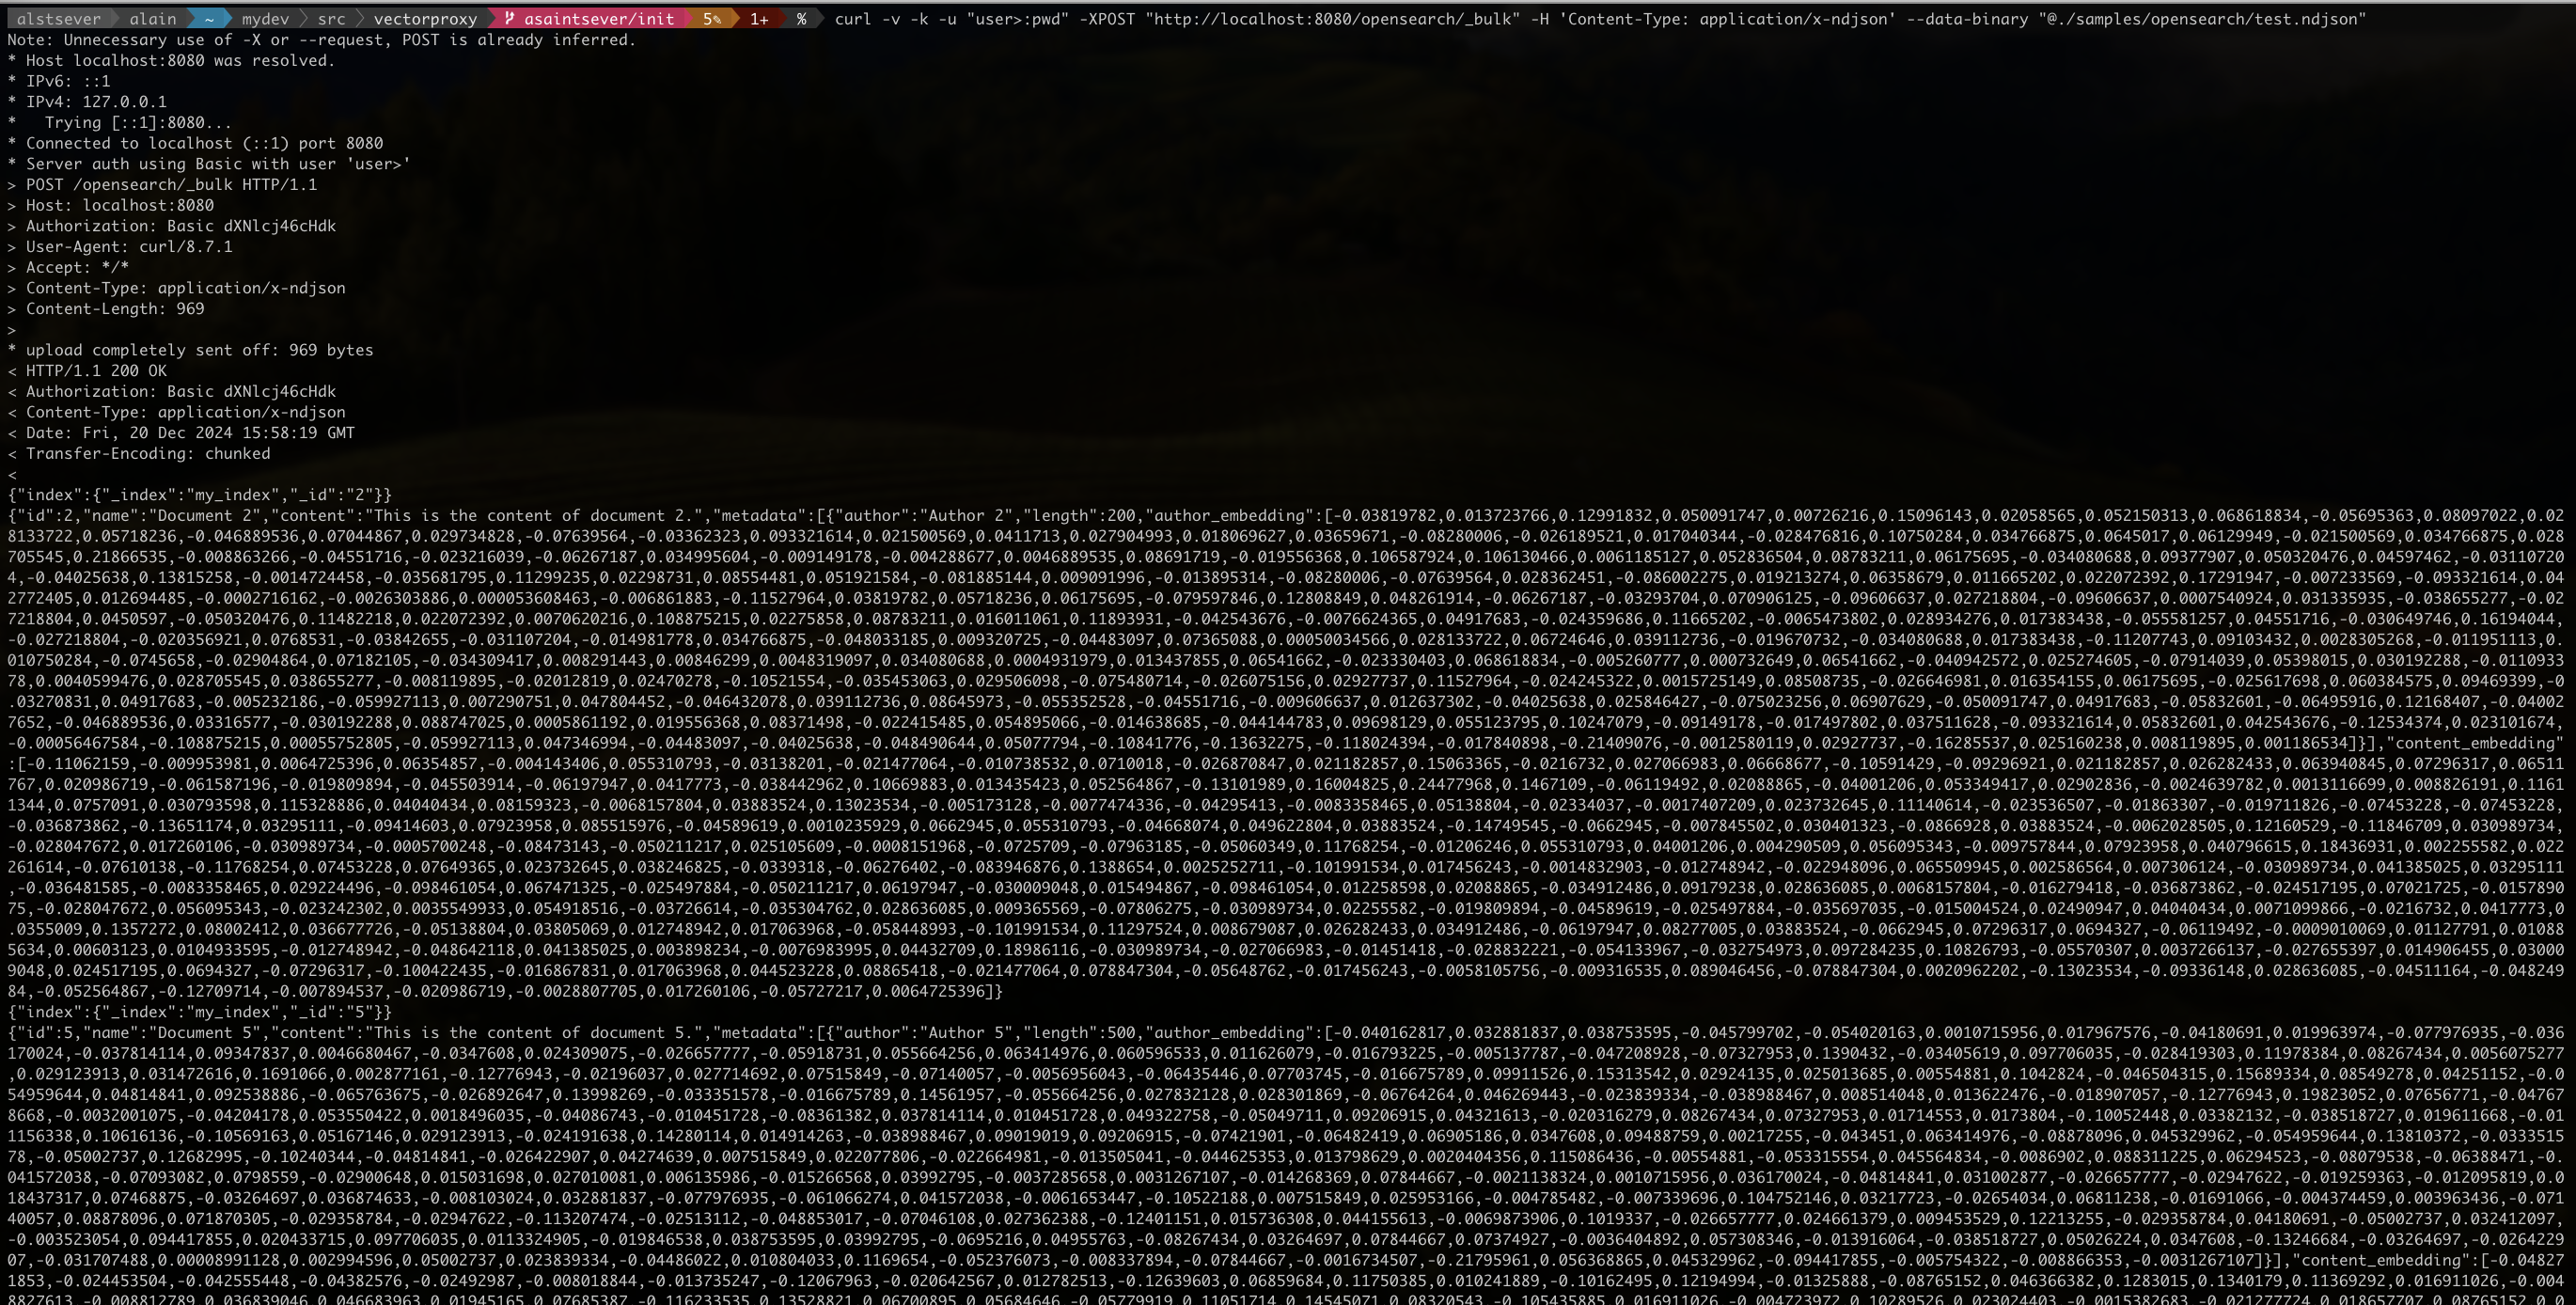 alstsever alain ~ mydev src vectorproxy asaintsever/init 5✎ 1+ % curl -v -k -u "user>:pwd" -XPOST "http://localhost:8080/opensearch/_bulk" -H 'Content-Type: application/x-ndjson' --data-binary "@./samples/opensearch/test.ndjson"
Note: Unnecessary use of -X or --request, POST is already inferred.
* Host localhost:8080 was resolved.
* IPv6: ::1
* IPv4: 127.0.0.1
*   Trying [::1]:8080...
* Connected to localhost (::1) port 8080
* Server auth using Basic with user 'user>'
> POST /opensearch/_bulk HTTP/1.1
> Host: localhost:8080
> Authorization: Basic dXNlcj46cHdk
> User-Agent: curl/8.7.1
> Accept: */*
> Content-Type: application/x-ndjson
> Content-Length: 969
>
* upload completely sent off: 969 bytes
< HTTP/1.1 200 OK
< Authorization: Basic dXNlcj46cHdk
< Content-Type: application/x-ndjson
< Date: Fri, 20 Dec 2024 15:58:19 GMT
< Transfer-Encoding: chunked
<
{"index":{"_index":"my_index","_id":"2"}}
{"id":2,"name":"Document 2","content":"This is the content of document 2.","metadata":[{"author":"Author 2","length":200,"author_embedding":[-0.03819782,0.013723766,0.12991832,0.050091747,0.00726216,0.15096143,0.02058565,0.052150313,0.068618834,-0.05695363,0.08097022,0.02
8133722,0.05718236,-0.046889536,0.07044867,0.029734828,-0.07639564,-0.03362323,0.093321614,0.021500569,0.0411713,0.027904993,0.018069627,0.03659671,-0.08280006,-0.026189521,0.017040344,-0.028476816,0.10750284,0.034766875,0.0645017,0.06129949,-0.021500569,0.034766875,0.028
705545,0.21866535,-0.008863266,-0.04551716,-0.023216039,-0.06267187,0.034995604,-0.009149178,-0.004288677,0.0046889535,0.08691719,-0.019556368,0.106587924,0.106130466,0.0061185127,0.052836504,0.08783211,0.06175695,-0.034080688,0.09377907,0.050320476,0.04597462,-0.03110720
4,-0.04025638,0.13815258,-0.0014724458,-0.035681795,0.11299235,0.02298731,0.08554481,0.051921584,-0.081885144,0.009091996,-0.013895314,-0.08280006,-0.07639564,0.028362451,-0.086002275,0.019213274,0.06358679,0.011665202,0.022072392,0.17291947,-0.007233569,-0.093321614,0.04
2772405,0.012694485,-0.0002716162,-0.0026303886,0.000053608463,-0.006861883,-0.11527964,0.03819782,0.05718236,0.06175695,-0.079597846,0.12808849,0.048261914,-0.06267187,-0.03293704,0.070906125,-0.09606637,0.027218804,-0.09606637,0.0007540924,0.031335935,-0.038655277,-0.02
7218804,0.0450597,-0.050320476,0.11482218,0.022072392,0.0070620216,0.108875215,0.02275858,0.08783211,0.016011061,0.11893931,-0.042543676,-0.0076624365,0.04917683,-0.024359686,0.11665202,-0.0065473802,0.028934276,0.017383438,-0.055581257,0.04551716,-0.030649746,0.16194044,
-0.027218804,-0.020356921,0.0768531,-0.03842655,-0.031107204,-0.014981778,0.034766875,-0.048033185,0.009320725,-0.04483097,0.07365088,0.00050034566,0.028133722,0.06724646,0.039112736,-0.019670732,-0.034080688,0.017383438,-0.11207743,0.09103432,0.0028305268,-0.011951113,0.
010750284,-0.0745658,-0.02904864,0.07182105,-0.034309417,0.008291443,0.00846299,0.0048319097,0.034080688,0.0004931979,0.013437855,0.06541662,-0.023330403,0.068618834,-0.005260777,0.000732649,0.06541662,-0.040942572,0.025274605,-0.07914039,0.05398015,0.030192288,-0.0110933
78,0.0040599476,0.028705545,0.038655277,-0.008119895,-0.02012819,0.02470278,-0.10521554,-0.035453063,0.029506098,-0.075480714,-0.026075156,0.02927737,0.11527964,-0.024245322,0.0015725149,0.08508735,-0.026646981,0.016354155,0.06175695,-0.025617698,0.060384575,0.09469399,-0
.03270831,0.04917683,-0.005232186,-0.059927113,0.007290751,0.047804452,-0.046432078,0.039112736,0.08645973,-0.055352528,-0.04551716,-0.009606637,0.012637302,-0.04025638,0.025846427,-0.075023256,0.06907629,-0.050091747,0.04917683,-0.05832601,-0.06495916,0.12168407,-0.04002
7652,-0.046889536,0.03316577,-0.030192288,0.088747025,0.0005861192,0.019556368,0.08371498,-0.022415485,0.054895066,-0.014638685,-0.044144783,0.09698129,0.055123795,0.10247079,-0.09149178,-0.017497802,0.037511628,-0.093321614,0.05832601,0.042543676,-0.12534374,0.023101674,
-0.00056467584,-0.108875215,0.00055752805,-0.059927113,0.047346994,-0.04483097,-0.04025638,-0.048490644,0.05077794,-0.10841776,-0.13632275,-0.118024394,-0.017840898,-0.21409076,-0.0012580119,0.02927737,-0.16285537,0.025160238,0.008119895,0.001186534]}],"content_embedding"
:[-0.11062159,-0.009953981,0.0064725396,0.06354857,-0.004143406,0.055310793,-0.03138201,-0.021477064,-0.010738532,0.0710018,-0.026870847,0.021182857,0.15063365,-0.0216732,0.027066983,0.06668677,-0.10591429,-0.09296921,0.021182857,0.026282433,0.063940845,0.07296317,0.06511
767,0.020986719,-0.061587196,-0.019809894,-0.045503914,-0.06197947,0.0417773,-0.038442962,0.10669883,0.013435423,0.052564867,-0.13101989,0.16004825,0.24477968,0.1467109,-0.06119492,0.02088865,-0.04001206,0.053349417,0.02902836,-0.0024639782,0.0013116699,0.008826191,0.1161
1344,0.0757091,0.030793598,0.115328886,0.04040434,0.08159323,-0.0068157804,0.03883524,0.13023534,-0.005173128,-0.0077474336,-0.04295413,-0.0083358465,0.05138804,-0.02334037,-0.0017407209,0.023732645,0.11140614,-0.023536507,-0.01863307,-0.019711826,-0.07453228,-0.07453228,
-0.036873862,-0.13651174,0.03295111,-0.09414603,0.07923958,0.085515976,-0.04589619,0.0010235929,0.0662945,0.055310793,-0.04668074,0.049622804,0.03883524,-0.14749545,-0.0662945,-0.007845502,0.030401323,-0.0866928,0.03883524,-0.0062028505,0.12160529,-0.11846709,0.030989734,
-0.028047672,0.017260106,-0.030989734,-0.0005700248,-0.08473143,-0.050211217,0.025105609,-0.0008151968,-0.0725709,-0.07963185,-0.05060349,0.11768254,-0.01206246,0.055310793,0.04001206,0.004290509,0.056095343,-0.009757844,0.07923958,0.040796615,0.18436931,0.002255582,0.022
261614,-0.07610138,-0.11768254,0.07453228,0.07649365,0.023732645,0.038246825,-0.0339318,-0.06276402,-0.083946876,0.1388654,0.0025252711,-0.101991534,0.017456243,-0.0014832903,-0.012748942,-0.022948096,0.065509945,0.002586564,0.007306124,-0.030989734,0.041385025,0.03295111
,-0.036481585,-0.0083358465,0.029224496,-0.098461054,0.067471325,-0.025497884,-0.050211217,0.06197947,-0.030009048,0.015494867,-0.098461054,0.012258598,0.02088865,-0.034912486,0.09179238,0.028636085,0.0068157804,-0.016279418,-0.036873862,-0.024517195,0.07021725,-0.0157890
75,-0.028047672,0.056095343,-0.023242302,0.0035549933,0.054918516,-0.03726614,-0.035304762,0.028636085,0.009365569,-0.07806275,-0.030989734,0.02255582,-0.019809894,-0.04589619,-0.025497884,-0.035697035,-0.015004524,0.02490947,0.04040434,0.0071099866,-0.0216732,0.0417773,0
.0355009,0.1357272,0.08002412,0.036677726,-0.05138804,0.03805069,0.012748942,0.017063968,-0.058448993,-0.101991534,0.11297524,0.008679087,0.026282433,0.034912486,-0.06197947,0.08277005,0.03883524,-0.0662945,0.07296317,0.0694327,-0.06119492,-0.0009010069,0.01127791,0.01088
5634,0.00603123,0.0104933595,-0.012748942,-0.048642118,0.041385025,0.003898234,-0.0076983995,0.04432709,0.18986116,-0.030989734,-0.027066983,-0.01451418,-0.028832221,-0.054133967,-0.032754973,0.097284235,0.10826793,-0.05570307,0.0037266137,-0.027655397,0.014906455,0.03000
9048,0.024517195,0.0694327,-0.07296317,-0.100422435,-0.016867831,0.017063968,0.044523228,0.08865418,-0.021477064,0.078847304,-0.05648762,-0.017456243,-0.0058105756,-0.009316535,0.089046456,-0.078847304,0.0020962202,-0.13023534,-0.09336148,0.028636085,-0.04511164,-0.048249
84,-0.052564867,-0.12709714,-0.007894537,-0.020986719,-0.0028807705,0.017260106,-0.05727217,0.0064725396]}
{"index":{"_index":"my_index","_id":"5"}}
{"id":5,"name":"Document 5","content":"This is the content of document 5.","metadata":[{"author":"Author 5","length":500,"author_embedding":[-0.040162817,0.032881837,0.038753595,-0.045799702,-0.054020163,0.0010715956,0.017967576,-0.04180691,0.019963974,-0.077976935,-0.036
170024,-0.037814114,0.09347837,0.0046680467,-0.0347608,0.024309075,-0.026657777,-0.05918731,0.055664256,0.063414976,0.060596533,0.011626079,-0.016793225,-0.005137787,-0.047208928,-0.07327953,0.1390432,-0.03405619,0.097706035,-0.028419303,0.11978384,0.08267434,0.0056075277
,0.029123913,0.031472616,0.1691066,0.002877161,-0.12776943,-0.02196037,0.027714692,0.07515849,-0.07140057,-0.0056956043,-0.06435446,0.07703745,-0.016675789,0.09911526,0.15313542,0.02924135,0.025013685,0.00554881,0.1042824,-0.046504315,0.15689334,0.08549278,0.04251152,-0.0
54959644,0.04814841,0.092538886,-0.065763675,-0.026892647,0.13998269,-0.033351578,-0.016675789,0.14561957,-0.055664256,0.027832128,0.028301869,-0.06764264,0.046269443,-0.023839334,-0.038988467,0.008514048,0.013622476,-0.018907057,-0.12776943,0.19823052,0.07656771,-0.04767
8668,-0.0032001075,-0.04204178,0.053550422,0.0018496035,-0.04086743,-0.010451728,-0.08361382,0.037814114,0.010451728,0.049322758,-0.05049711,0.09206915,0.04321613,-0.020316279,0.08267434,0.07327953,0.01714553,0.0173804,-0.10052448,0.03382132,-0.038518727,0.019611668,-0.01
1156338,0.10616136,-0.10569163,0.05167146,0.029123913,-0.024191638,0.14280114,0.014914263,-0.038988467,0.09019019,0.09206915,-0.07421901,-0.06482419,0.06905186,0.0347608,0.09488759,0.00217255,-0.043451,0.063414976,-0.08878096,0.045329962,-0.054959644,0.13810372,-0.0333515
78,-0.05002737,0.12682995,-0.10240344,-0.04814841,-0.026422907,0.04274639,0.007515849,0.022077806,-0.022664981,-0.013505041,-0.044625353,0.013798629,0.0020404356,0.115086436,-0.00554881,-0.053315554,0.045564834,-0.0086902,0.088311225,0.06294523,-0.08079538,-0.06388471,-0.
041572038,-0.07093082,0.0798559,-0.02900648,0.015031698,0.027010081,0.006135986,-0.015266568,0.03992795,-0.0037285658,0.0031267107,-0.014268369,0.07844667,-0.0021138324,0.0010715956,0.036170024,-0.04814841,0.031002877,-0.026657777,-0.02947622,-0.019259363,-0.012095819,0.0
18437317,0.07468875,-0.03264697,0.036874633,-0.008103024,0.032881837,-0.077976935,-0.061066274,0.041572038,-0.0061653447,-0.10522188,0.007515849,0.025953166,-0.004785482,-0.007339696,0.104752146,0.03217723,-0.02654034,0.06811238,-0.01691066,-0.004374459,0.003963436,-0.071
40057,0.08878096,0.071870305,-0.029358784,-0.02947622,-0.113207474,-0.02513112,-0.048853017,-0.07046108,0.027362388,-0.12401151,0.015736308,0.044155613,-0.0069873906,0.1019337,-0.026657777,0.024661379,0.009453529,0.12213255,-0.029358784,0.04180691,-0.05002737,0.032412097,
-0.003523054,0.094417855,0.020433715,0.097706035,0.0113324905,-0.019846538,0.038753595,0.03992795,-0.0695216,0.04955763,-0.08267434,0.03264697,0.07844667,0.07374927,-0.0036404892,0.057308346,-0.013916064,-0.038518727,0.05026224,0.0347608,-0.13246684,-0.03264697,-0.0264229
07,-0.031707488,0.00008991128,0.002994596,0.05002737,0.023839334,-0.04486022,0.010804033,0.1169654,-0.052376073,-0.008337894,-0.07844667,-0.0016734507,-0.21795961,0.056368865,0.045329962,-0.094417855,-0.005754322,-0.008866353,-0.0031267107]}],"content_embedding":[-0.04827
1853,-0.024453504,-0.042555448,-0.04382576,-0.02492987,-0.008018844,-0.013735247,-0.12067963,-0.020642567,0.012782513,-0.12639603,0.06859684,0.11750385,0.010241889,-0.10162495,0.12194994,-0.01325888,-0.08765152,0.046366382,0.1283015,0.1340179,0.11369292,0.016911026,-0.004